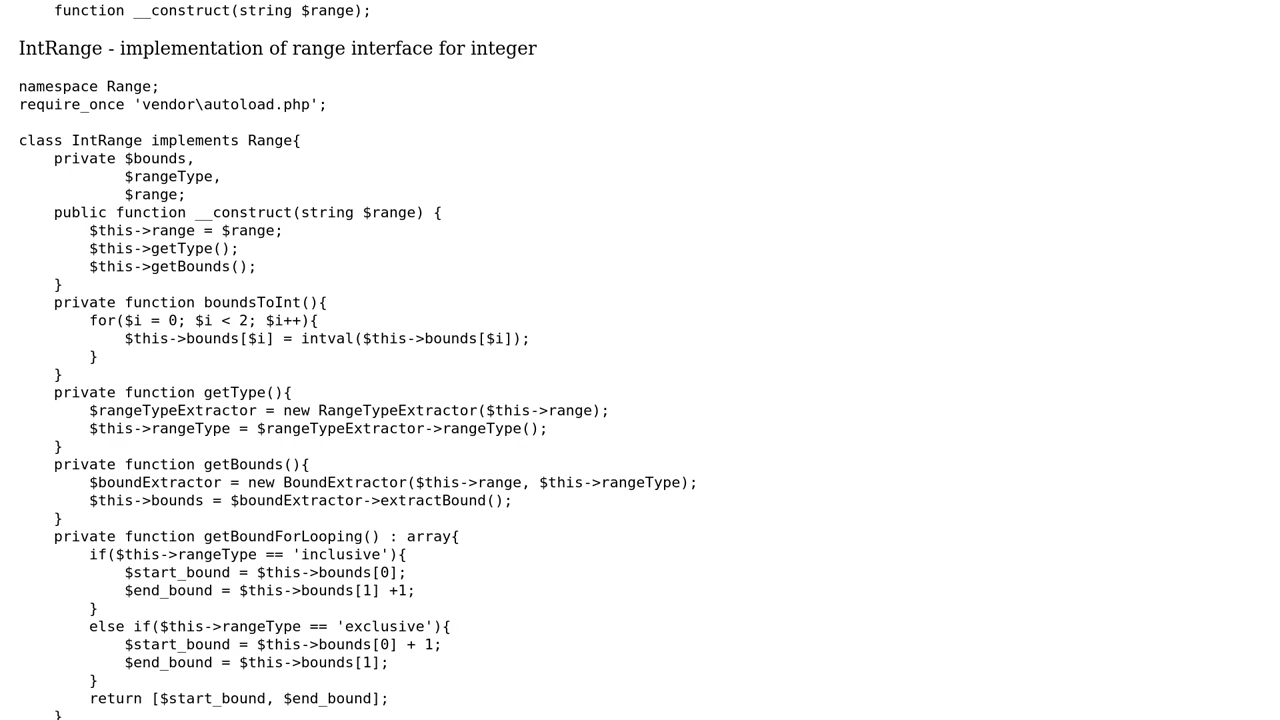 function __construct(string $range);
IntRange - implementation of range interface for integer
namespace Range;
require_once 'vendor\autoload.php';
class IntRange implements Range{
    private $bounds,
            $rangeType,
            $range;
    public function __construct(string $range) {
        $this->range = $range;
        $this->getType();
        $this->getBounds();
    }
    private function boundsToInt(){
        for($i = 0; $i < 2; $i++){
            $this->bounds[$i] = intval($this->bounds[$i]);
        }
    }
    private function getType(){
        $rangeTypeExtractor = new RangeTypeExtractor($this->range);
        $this->rangeType = $rangeTypeExtractor->rangeType();
    }
    private function getBounds(){
        $boundExtractor = new BoundExtractor($this->range, $this->rangeType);
        $this->bounds = $boundExtractor->extractBound();
    }
    private function getBoundForLooping() : array{
        if($this->rangeType == 'inclusive'){
            $start_bound = $this->bounds[0];
            $end_bound = $this->bounds[1] +1;
        }
        else if($this->rangeType == 'exclusive'){
            $start_bound = $this->bounds[0] + 1;
            $end_bound = $this->bounds[1];
        }
        return [$start_bound, $end_bound];
    }